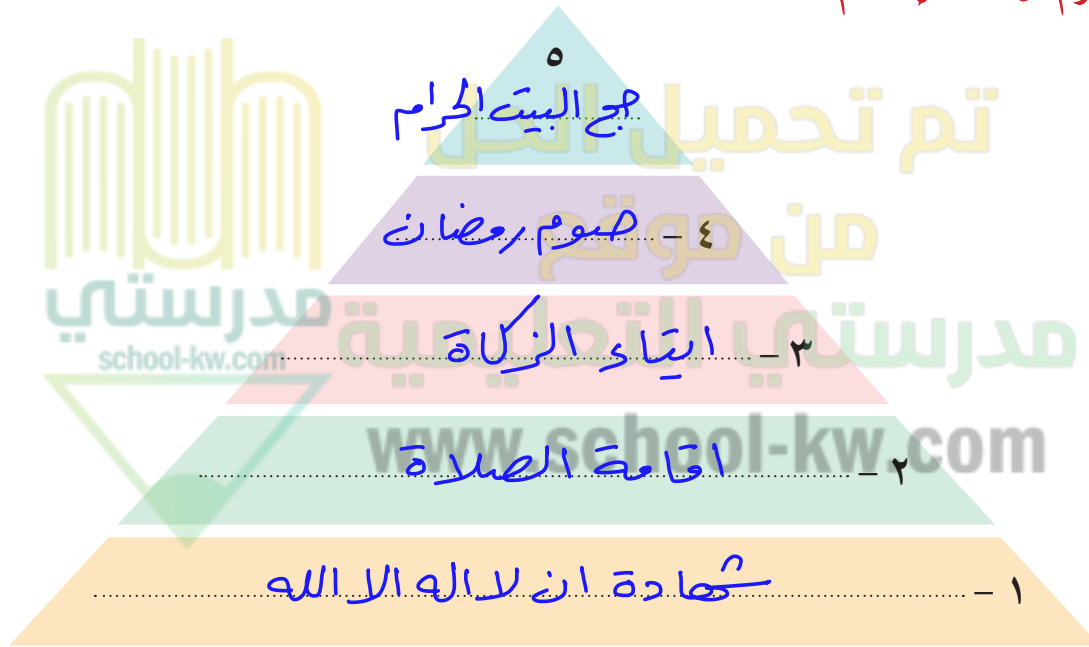 ٥
حج البيت الحرام
٤ – صوم رمضان
٣ – ايتاء الزكاة
٢ – اقامة الصلاة
١ – شهادة ان لا اله الا الله
تم تحميل الحل
من موقع
مدرستي التعليمية
www.school-kw.com
مدرستي
school-kw.com